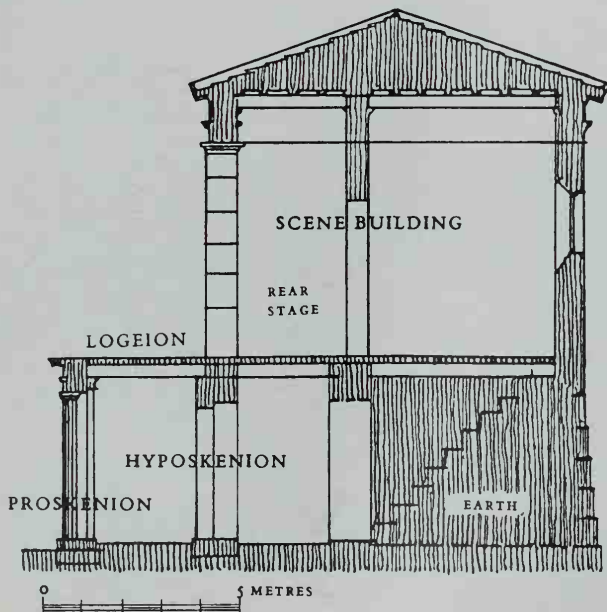 SCENE BUILDING
REAR
STAGE
LOGEION
HYPOSKENION
PROSKENION
EARTH
0 5 METRES